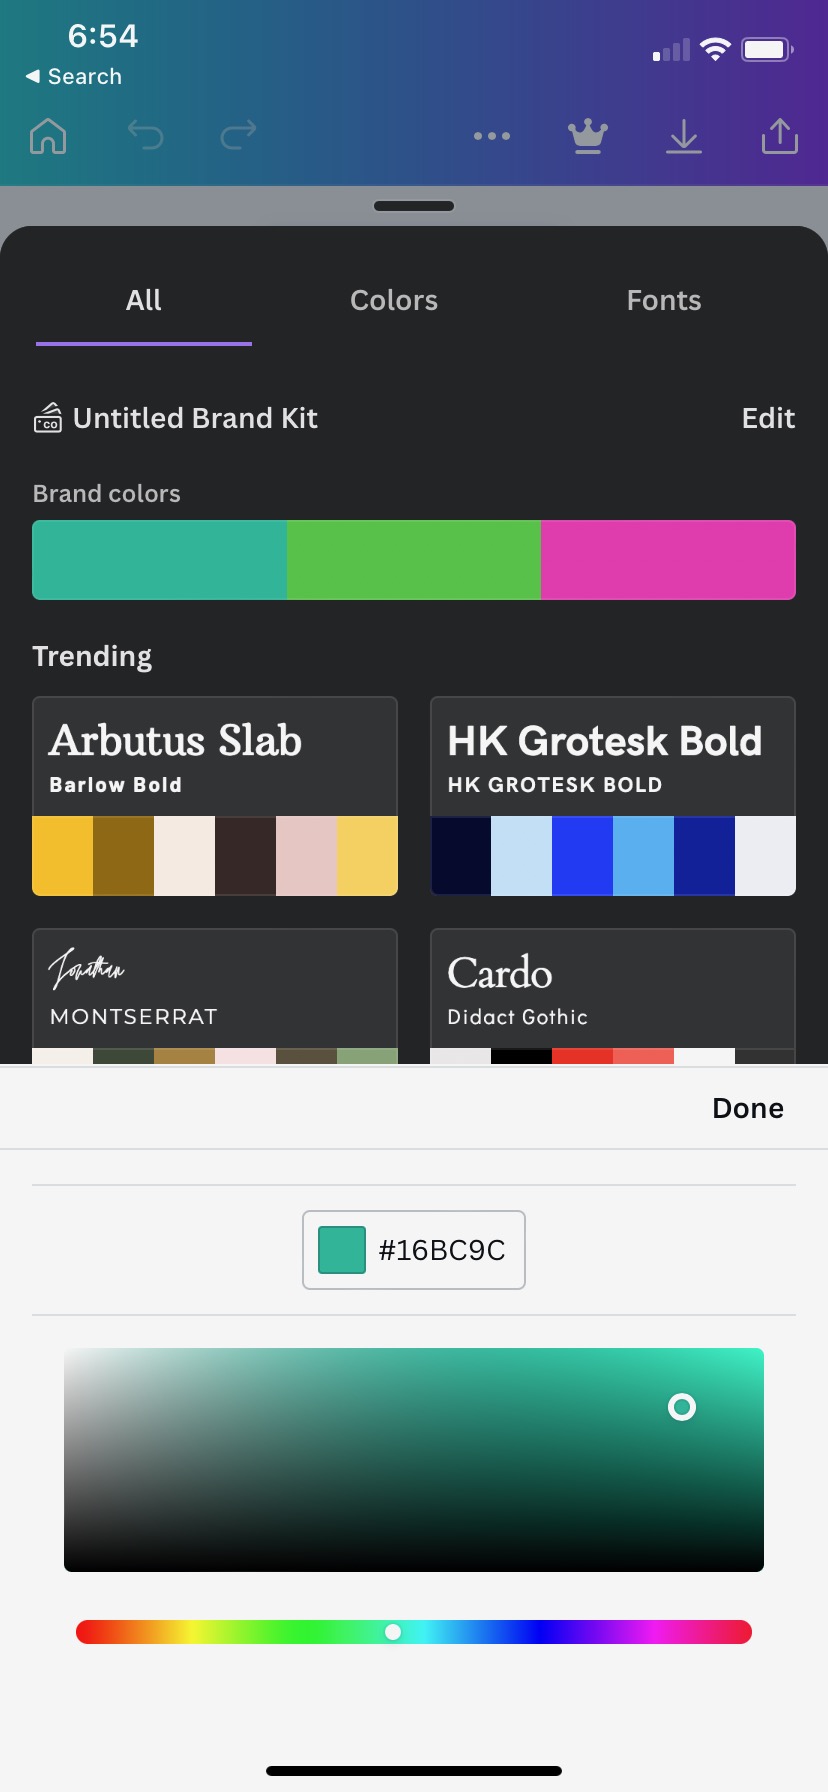 6:54
Search
All
Colors
Fonts
CO
Untitled Brand Kit
Edit
Brand colors
Trending
Arbutus Slab
Barlow Bold
HK Grotesk Bold
HK GROTESK BOLD
Jonathan
MONTSERRAT
Cardo
Didact Gothic
Done
#16BC9C